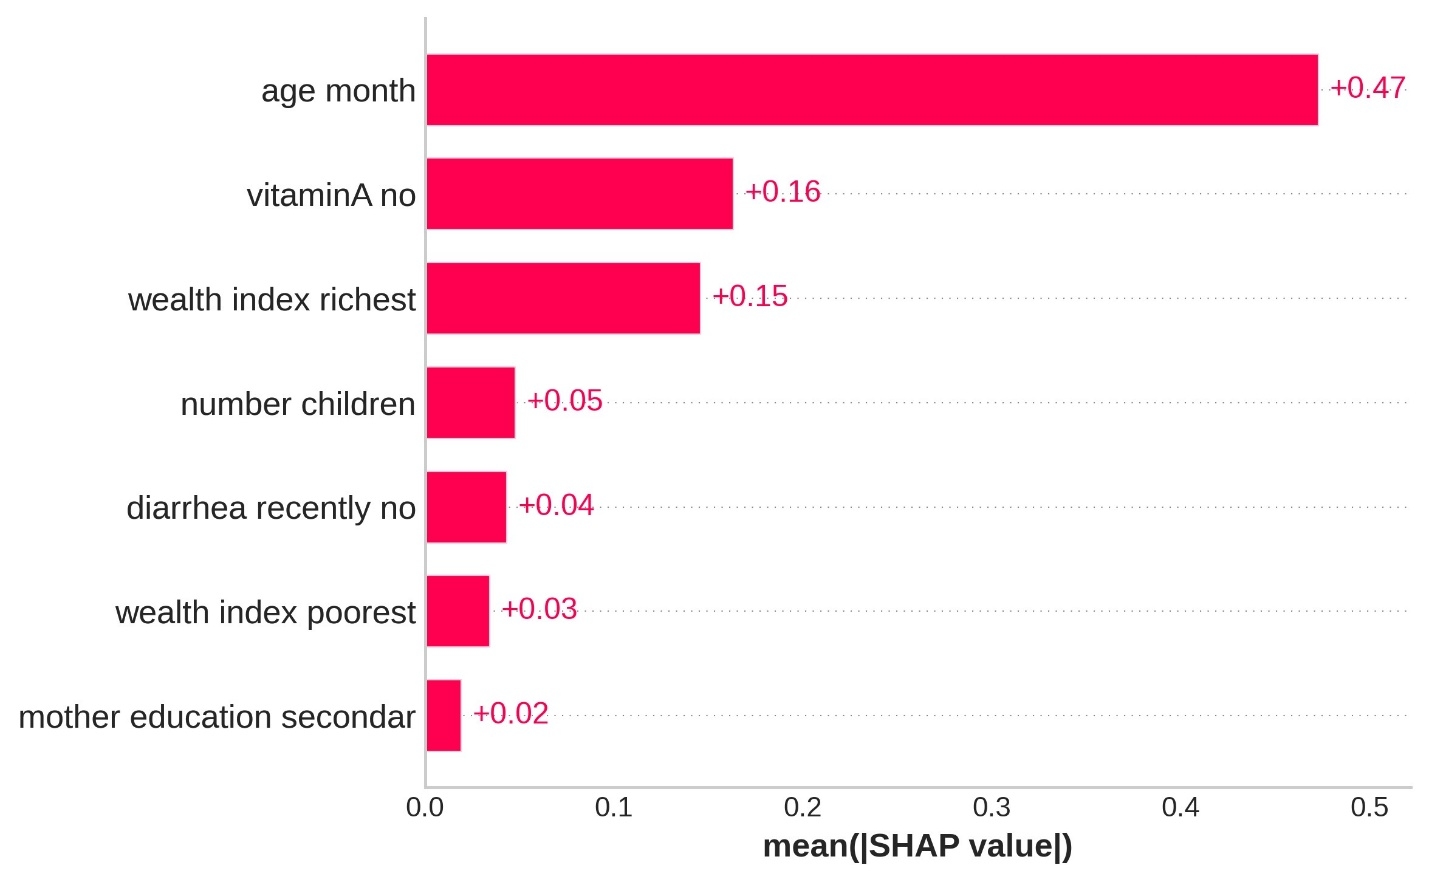 age month +0.47
vitaminA no +0.16
wealth index richest +0.15
number children +0.05
diarrhea recently no +0.04
wealth index poorest +0.03
mother education secondar +0.02
0.0 0.1 0.2 0.3 0.4 0.5
mean(|SHAP value|)